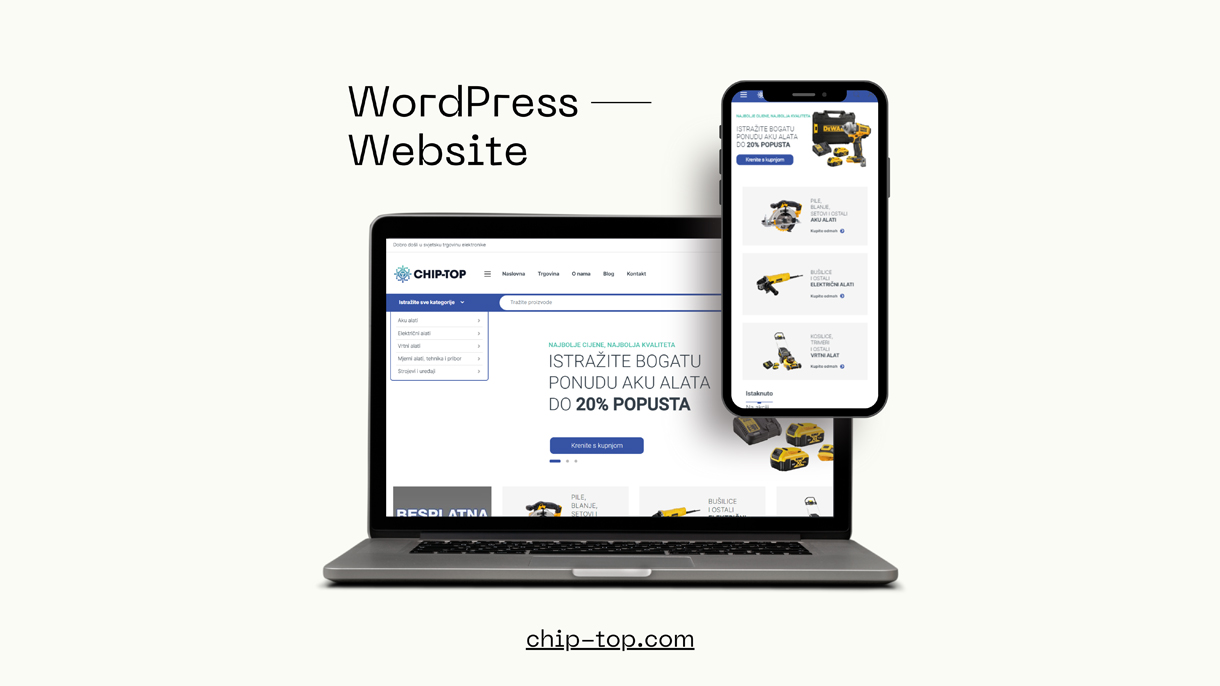 WordPress
Website
Dobro došli u svjetsku trgovinu elektronike
CHIP-TOP
Naslovna
Trgovina
O nama
Blog
Kontakt
Istražite sve kategorije
Tražite proizvode
Aku alati
Električni alati
Vrtni alati
Mjerni alati, tehnika i pribor
Strojevi i uređaji
NAJBOLJE CIJENE, NAJBOLJA KVALITETA
ISTRAŽITE BOGATU
PONUDU AKU ALATA
DO 20% POPUSTA
Krenite s kupnjom
BESPLATNA
PILE,
BLANJE,
SETOVI I
BUŠILICE
I OSTALI
ELEKTRIČNI
NAJBOLJE CIJENE, NAJBOLJA KVALITETA
ISTRAŽITE BOGATU
PONUDU AKU ALATA
DO 20% POPUSTA
Krenite s kupnjom
DEWALT
PILE,
BLANJE,
SETOVI I OSTALI
AKU ALATI
Kupite odmah
BUŠILICE
I OSTALI
ELEKTRIČNI ALATI
Kupite odmah
KOSILICE,
TRIMERI
I OSTALI
VRTNI ALAT
Kupite odmah
Istaknuto
Na akciji
chip-top.com